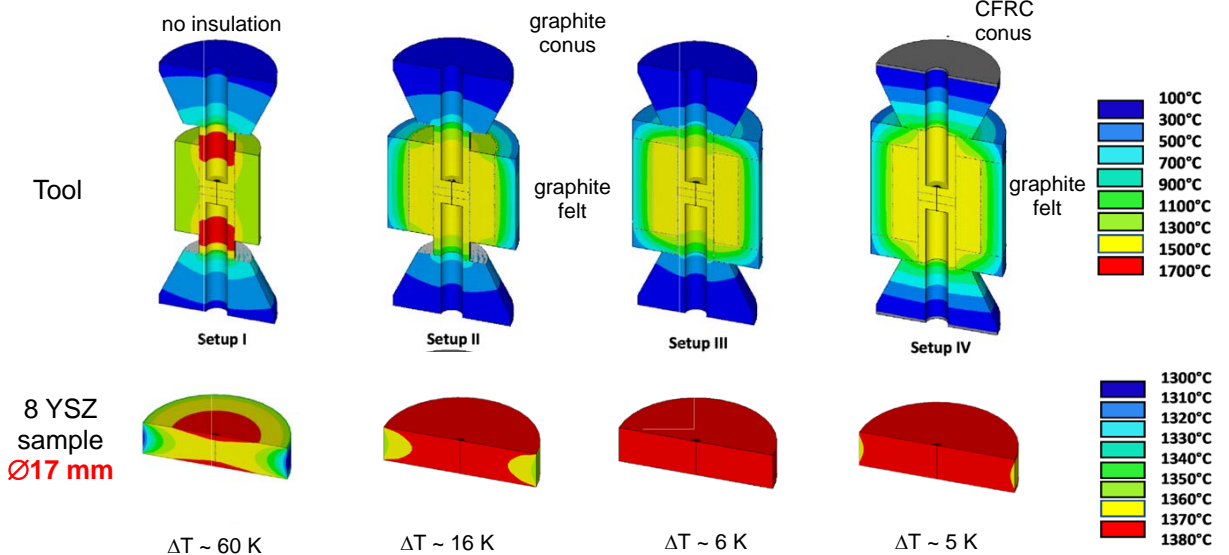 no insulation
graphite
conus
CFRC
conus
Tool
graphite
felt
graphite
felt
100°C
300°C
500°C
700°C
900°C
1100°C
1300°C
1500°C
1700°C
Setup I
Setup II
Setup III
Setup IV
8 YSZ
sample
Ø17 mm
1300°C
1310°C
1320°C
1330°C
1340°C
1350°C
1360°C
1370°C
1380°C
ΔT ~ 60 K
ΔT ~ 16 K
ΔT ~ 6 K
ΔT ~ 5 K